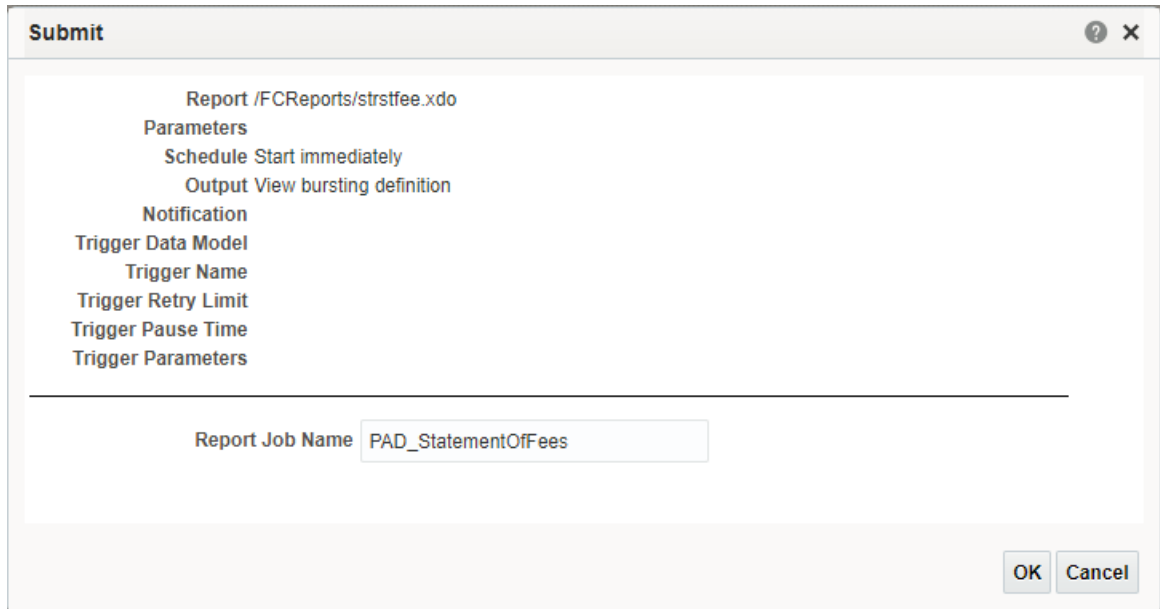 Submit
Report /FCReports/strstfee.xdo
Parameters
Schedule Start immediately
Output View bursting definition
Notification
Trigger Data Model
Trigger Name
Trigger Retry Limit
Trigger Pause Time
Trigger Parameters
Report Job Name PAD_StatementOfFees
OK Cancel